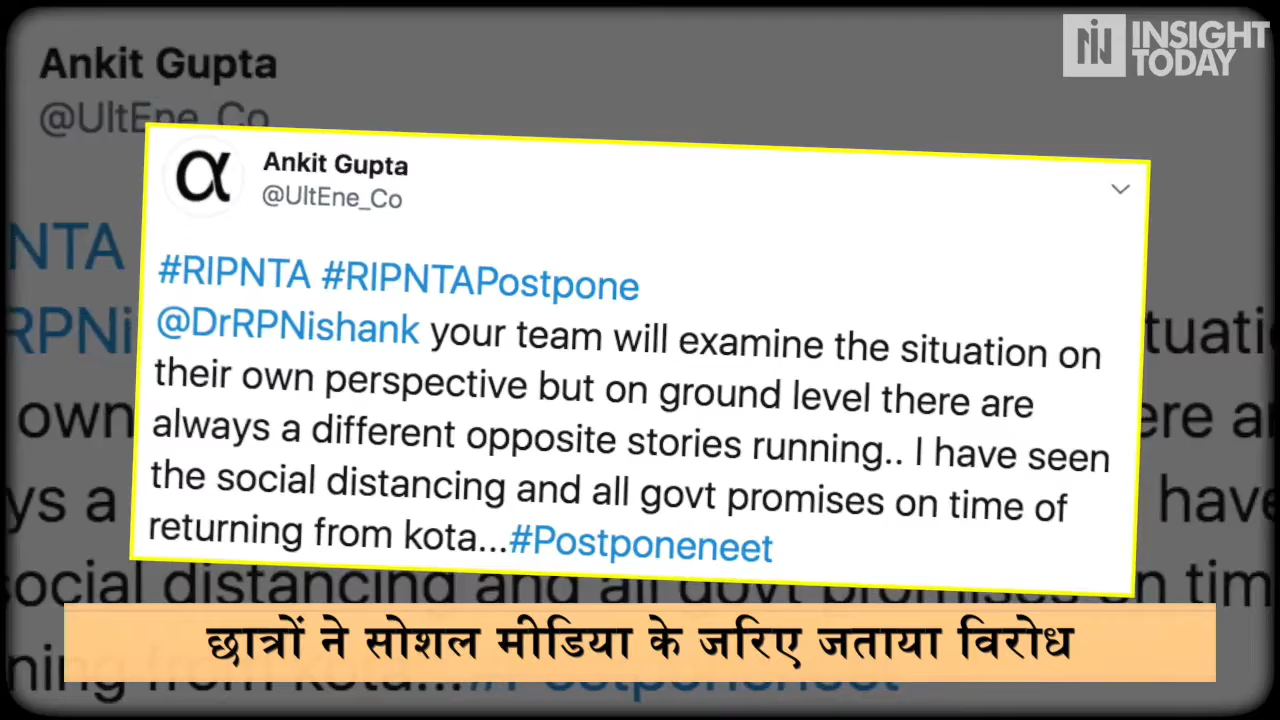 INSIGHT
TODAY
Ankit Gupta
@UltEne_Co
Ankit Gupta
@UltEne_Co
#RIPNTA #RIPNTAPostpone
@DrRPNishank your team will examine the situation on
their own perspective but on ground level there are
always a different opposite stories running.. I have seen
the social distancing and all govt promises on time of
returning from kota...#Postponeneet
छात्रों ने सोशल मीडिया के जरिए जताया विरोध